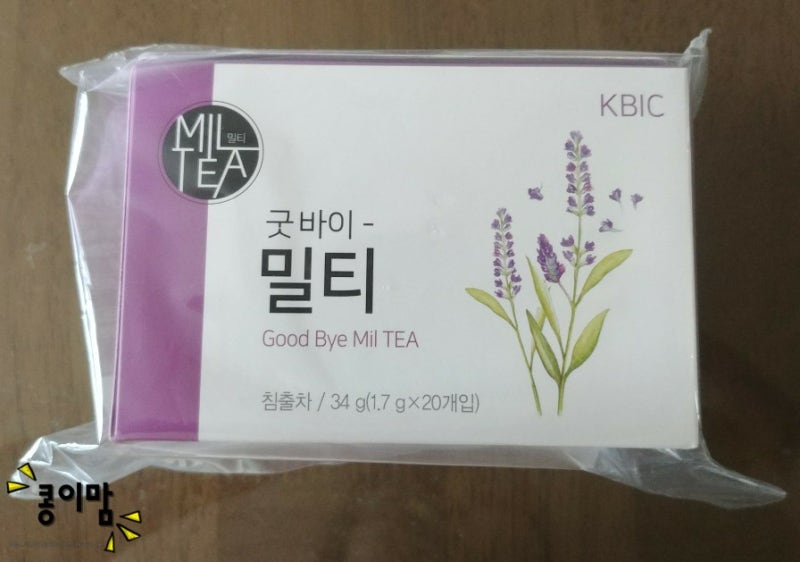 MIL 밀티
TEA
KBIC
굿바이 -
밀티
Good Bye Mil TEA
침출차 / 34 g(1.7 g×20개입)
콩이맘